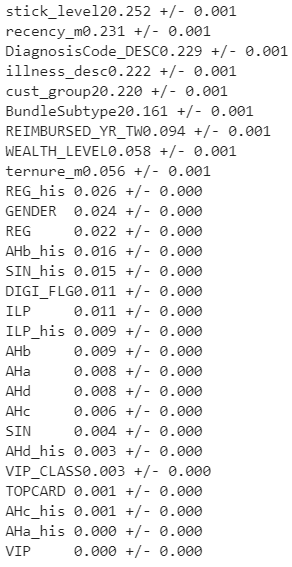 stick_level20.252 +/- 0.001
recency_m0.231 +/- 0.001
DiagnosisCode_DESC0.229 +/- 0.001
illness_desc0.222 +/- 0.001
cust_group20.220 +/- 0.001
BundleSubtype20.161 +/- 0.001
REIMBURSED_YR_TW0.094 +/- 0.001
WEALTH_LEVEL0.058 +/- 0.001
ternure_m0.056 +/- 0.001
REG_his 0.026 +/- 0.000
GENDER  0.024 +/- 0.000
REG     0.022 +/- 0.000
AHb_his 0.016 +/- 0.000
SIN_his 0.015 +/- 0.000
DIGI_FLG0.011 +/- 0.000
ILP     0.011 +/- 0.000
ILP_his 0.009 +/- 0.000
AHb     0.009 +/- 0.000
AHa     0.008 +/- 0.000
AHd     0.008 +/- 0.000
AHc     0.006 +/- 0.000
SIN     0.004 +/- 0.000
AHd_his 0.003 +/- 0.000
VIP_CLASS0.003 +/- 0.000
TOPCARD 0.001 +/- 0.000
AHc_his 0.001 +/- 0.000
AHa_his 0.000 +/- 0.000
VIP     0.000 +/- 0.000